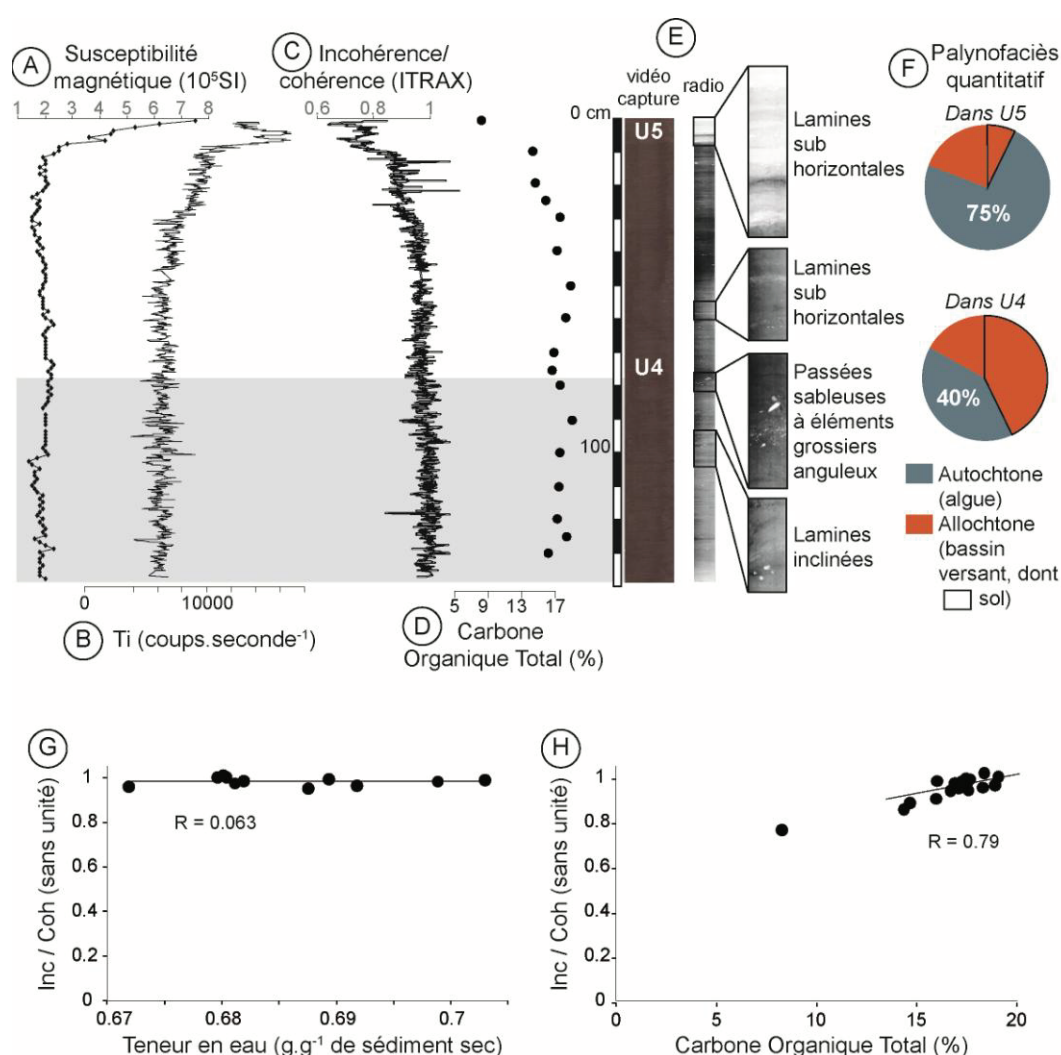 A
Susceptibilité
magnétique (10⁵SI)
1 2 3 4 5 6 7 8
C
Incohérence/
cohérence (ITRAX)
0.6 0.8 1
E
vidéo
capture
radio
0 cm
U5
U4
100
Lamines
sub
horizontales
Lamines
sub
horizontales
Passées
sableuses
à éléments
grossiers
anguleux
Lamines
inclinées
F
Palynofaciès
quantitatif
Dans U5
75%
Dans U4
40%
Autochtone
(algue)
Allochtone
(bassin
versant, dont
sol)
0 10000
B
Ti (coups.seconde⁻¹)
5 9 13 17
D
Carbone
Organique Total (%)
G
Inc / Coh (sans unité)
1
0.8
0.6
0.4
0.2
0
R = 0.063
0.67 0.68 0.69 0.7
Teneur en eau (g.g⁻¹ de sédiment sec)
H
Inc / Coh (sans unité)
1
0.8
0.6
0.4
0.2
0
R = 0.79
0 5 10 15 20
Carbone Organique Total (%)